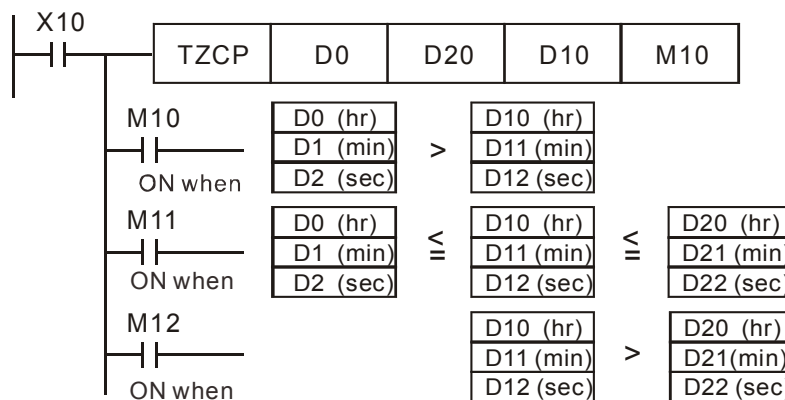 X10
TZCP D0 D20 D10 M10
M10
ON when
D0 (hr) D10 (hr)
D1 (min) > D11 (min)
D2 (sec) D12 (sec)
M11
ON when
D0 (hr) D10 (hr) D20 (hr)
D1 (min) ≦ D11 (min) ≦ D21 (min)
D2 (sec) D12 (sec) D22 (sec)
M12
ON when
D10 (hr) D20 (hr)
D11 (min) > D21(min)
D12 (sec) D22 (sec)